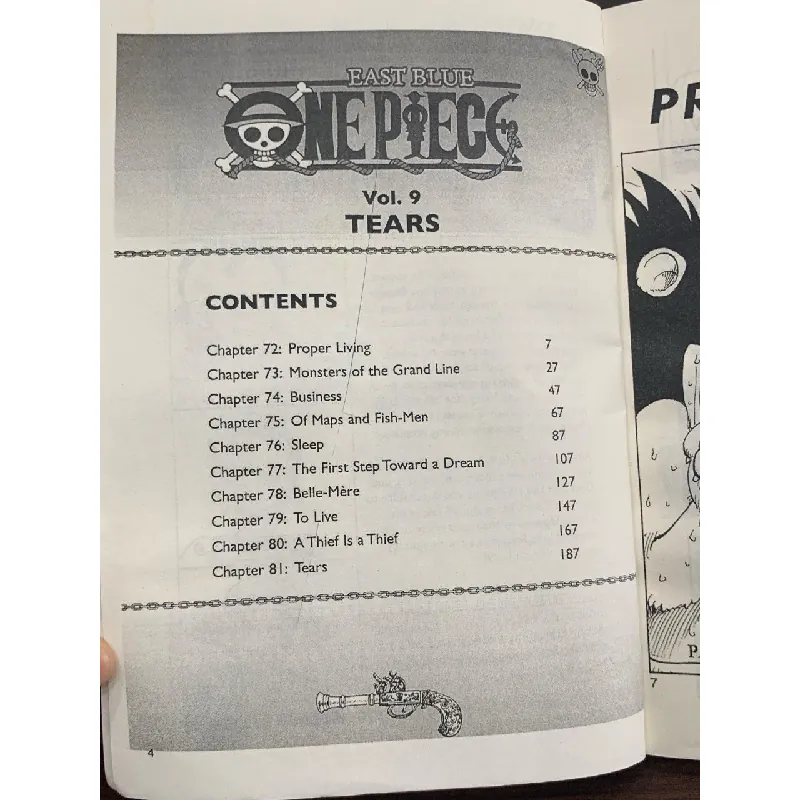 EAST BLUE
ONE PIECE
Vol. 9
TEARS
CONTENTS
Chapter 72: Proper Living 7
Chapter 73: Monsters of the Grand Line 27
Chapter 74: Business 47
Chapter 75: Of Maps and Fish-Men 67
Chapter 76: Sleep 87
Chapter 77: The First Step Toward a Dream 107
Chapter 78: Belle-Mère 127
Chapter 79: To Live 147
Chapter 80: A Thief Is a Thief 167
Chapter 81: Tears 187
4
PR
P
7